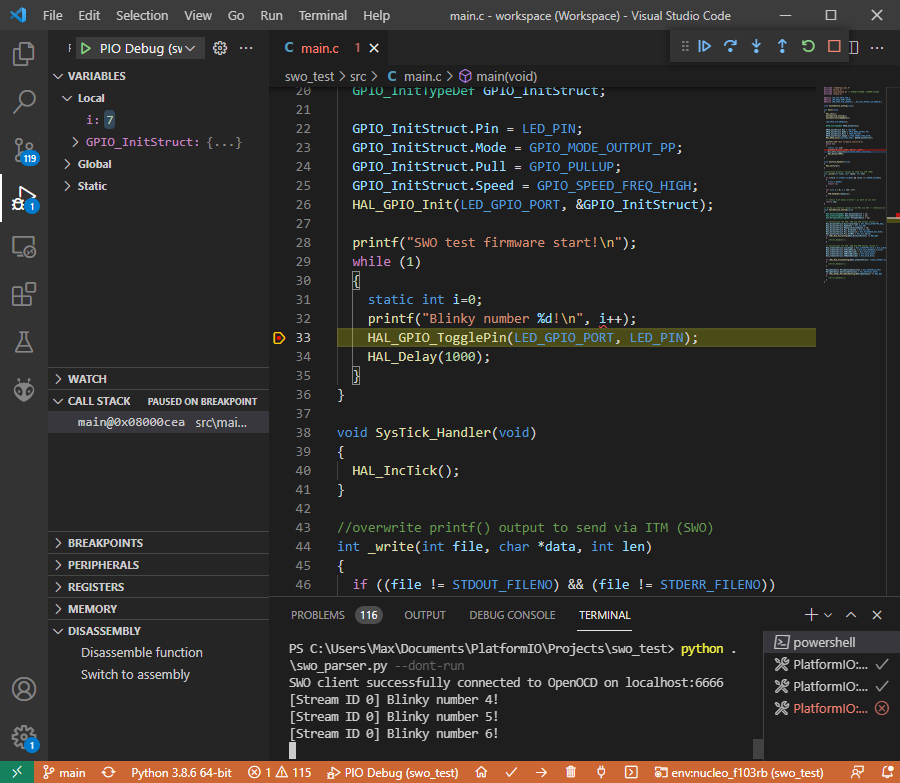 File Edit Selection View Go Run Terminal Help main.c - workspace (Workspace) - Visual Studio Code
PIO Debug (sw
main.c 1
VARIABLES
Local
i: 7
GPIO_InitStruct: {...}
Global
Static
WATCH
CALL STACK PAUSED ON BREAKPOINT
main@0x08000cea src\mai...
BREAKPOINTS
PERIPHERALS
REGISTERS
MEMORY
DISASSEMBLY
Disassemble function
Switch to assembly
119
1
1
swo_test > src > C main.c > main(void)
20 GPIO_InitTypeDef GPIO_InitStruct;
21
22 GPIO_InitStruct.Pin = LED_PIN;
23 GPIO_InitStruct.Mode = GPIO_MODE_OUTPUT_PP;
24 GPIO_InitStruct.Pull = GPIO_PULLUP;
25 GPIO_InitStruct.Speed = GPIO_SPEED_FREQ_HIGH;
26 HAL_GPIO_Init(LED_GPIO_PORT, &GPIO_InitStruct);
27
28 printf("SWO test firmware start!\n");
29 while (1)
30 {
31 static int i=0;
32 printf("Blinky number %d!\n", i++);
33 HAL_GPIO_TogglePin(LED_GPIO_PORT, LED_PIN);
34 HAL_Delay(1000);
35 }
36 }
37
38 void SysTick_Handler(void)
39 {
40 HAL_IncTick();
41 }
42
43 //overwrite printf() output to send via ITM (SWO)
44 int _write(int file, char *data, int len)
45 {
46 if ((file != STDOUT_FILENO) && (file != STDERR_FILENO))
PROBLEMS 116 OUTPUT DEBUG CONSOLE TERMINAL
PS C:\Users\Max\Documents\PlatformIO\Projects\swo_test> python .
\swo_parser.py --dont-run
SWO client successfully connected to OpenOCD on localhost:6666
[Stream ID 0] Blinky number 4!
[Stream ID 0] Blinky number 5!
[Stream ID 0] Blinky number 6!
powershell
PlatformIO:...
PlatformIO:...
PlatformIO:...
main Python 3.8.6 64-bit 1 115 PIO Debug (swo_test) env:nucleo_f103rb (swo_test)